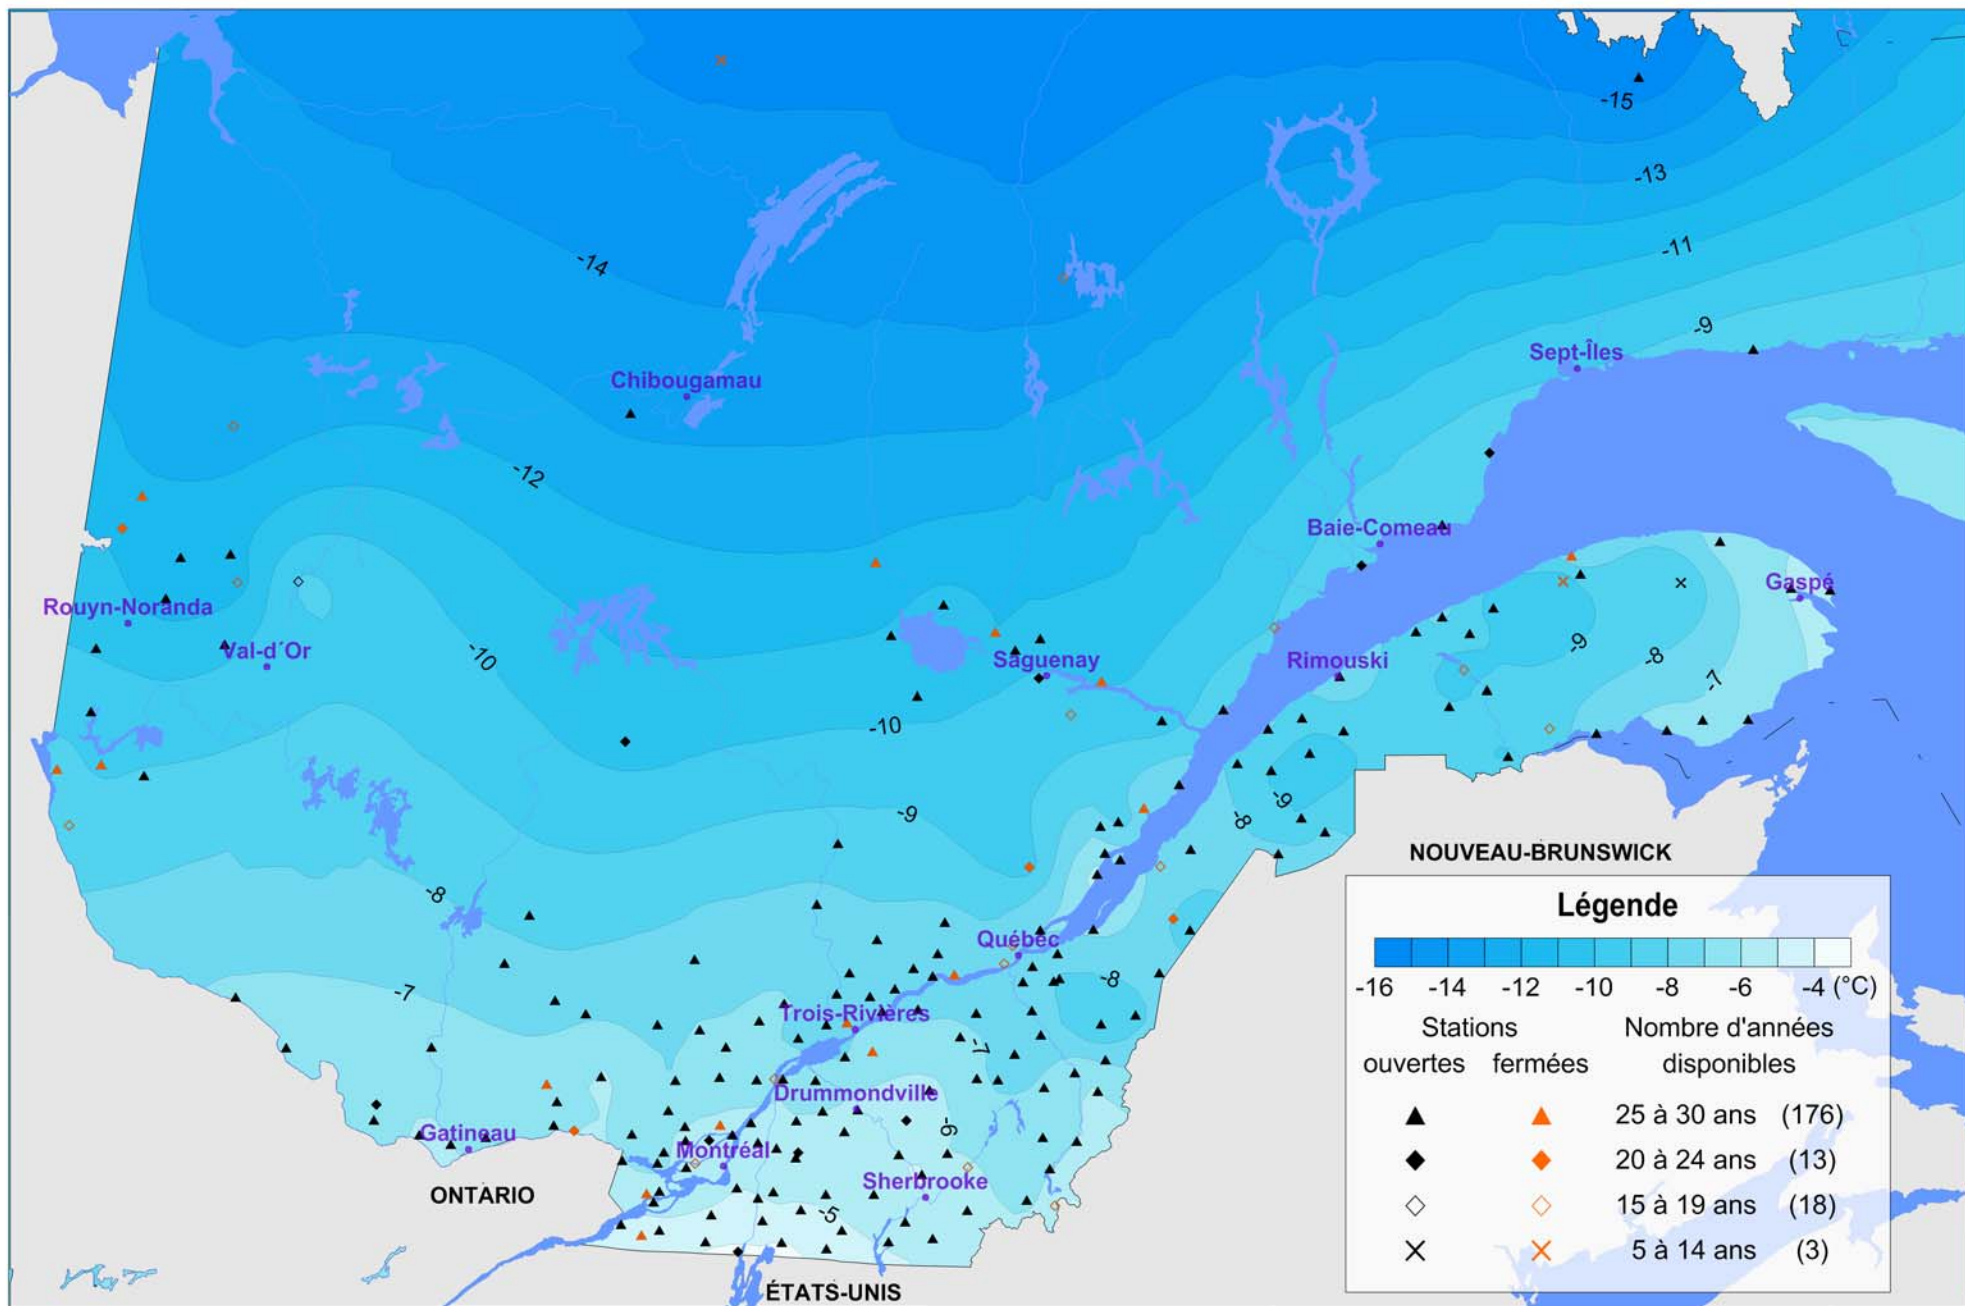 -15
-13
-11
-14
-9
Sept-Îles
Chibougamau
-12
Baie-Comeau
Gaspé
Rouyn-Noranda
Val-d´Or
-10
Saguenay
Rimouski
-9
-8
-7
-10
-9
-9
-8
NOUVEAU-BRUNSWICK
-8
Québec
-8
-7
Trois-Rivières
-7
Drummondville
-6
Gatineau
Montréal
Sherbrooke
ONTARIO
-5
ÉTATS-UNIS
Légende
-16 -14 -12 -10 -8 -6 -4 (°C)
Stations Nombre d'années
ouvertes fermées disponibles
25 à 30 ans (176)
20 à 24 ans (13)
15 à 19 ans (18)
5 à 14 ans (3)